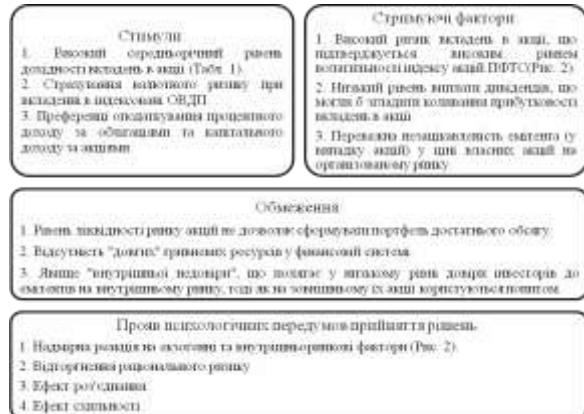 Стимули
1. Високий середньорічний рівень
дохідності вкладень в акції (Табл. 1).
2. Страхування валютного ризику при
вкладенні в індексовані ОВДП
3. Преференції оподаткування процентного
доходу за облігаціями та капітального
доходу за акціями
Стримуючі фактори
1. Високий ризик вкладень в акції, що
підтверджується високим рівнем
волатильності індексу акцій ПФТС(Рис. 2).
2. Низький рівень виплати дивідендів, що
могли б згладити коливання прибутковості
вкладень в акції
3. Переважна незацікавленість емітента (у
випадку акцій) у ціні власних акцій на
організованому ринку
Обмеження
1. Рівень ліквідності ринку акцій не дозволяє сформувати портфель достатнього обсягу
2. Відсутність "довгих" гривневих ресурсів у фінансовій системі
3. Явище "внутрішньої недовіри", що полягає у низькому рівні довіри інвесторів до
емітентів на внутрішньому ринку, тоді як на зовнішньому їх акції користуються попитом
Прояв психологічних передумов прийняття рішень
1. Надмірна реакція на екзогенні та внутрішньоринкові фактори (Рис. 2).
2. Відторгнення раціонального ризику
3. Ефект роз'єднання
4. Ефект схильності